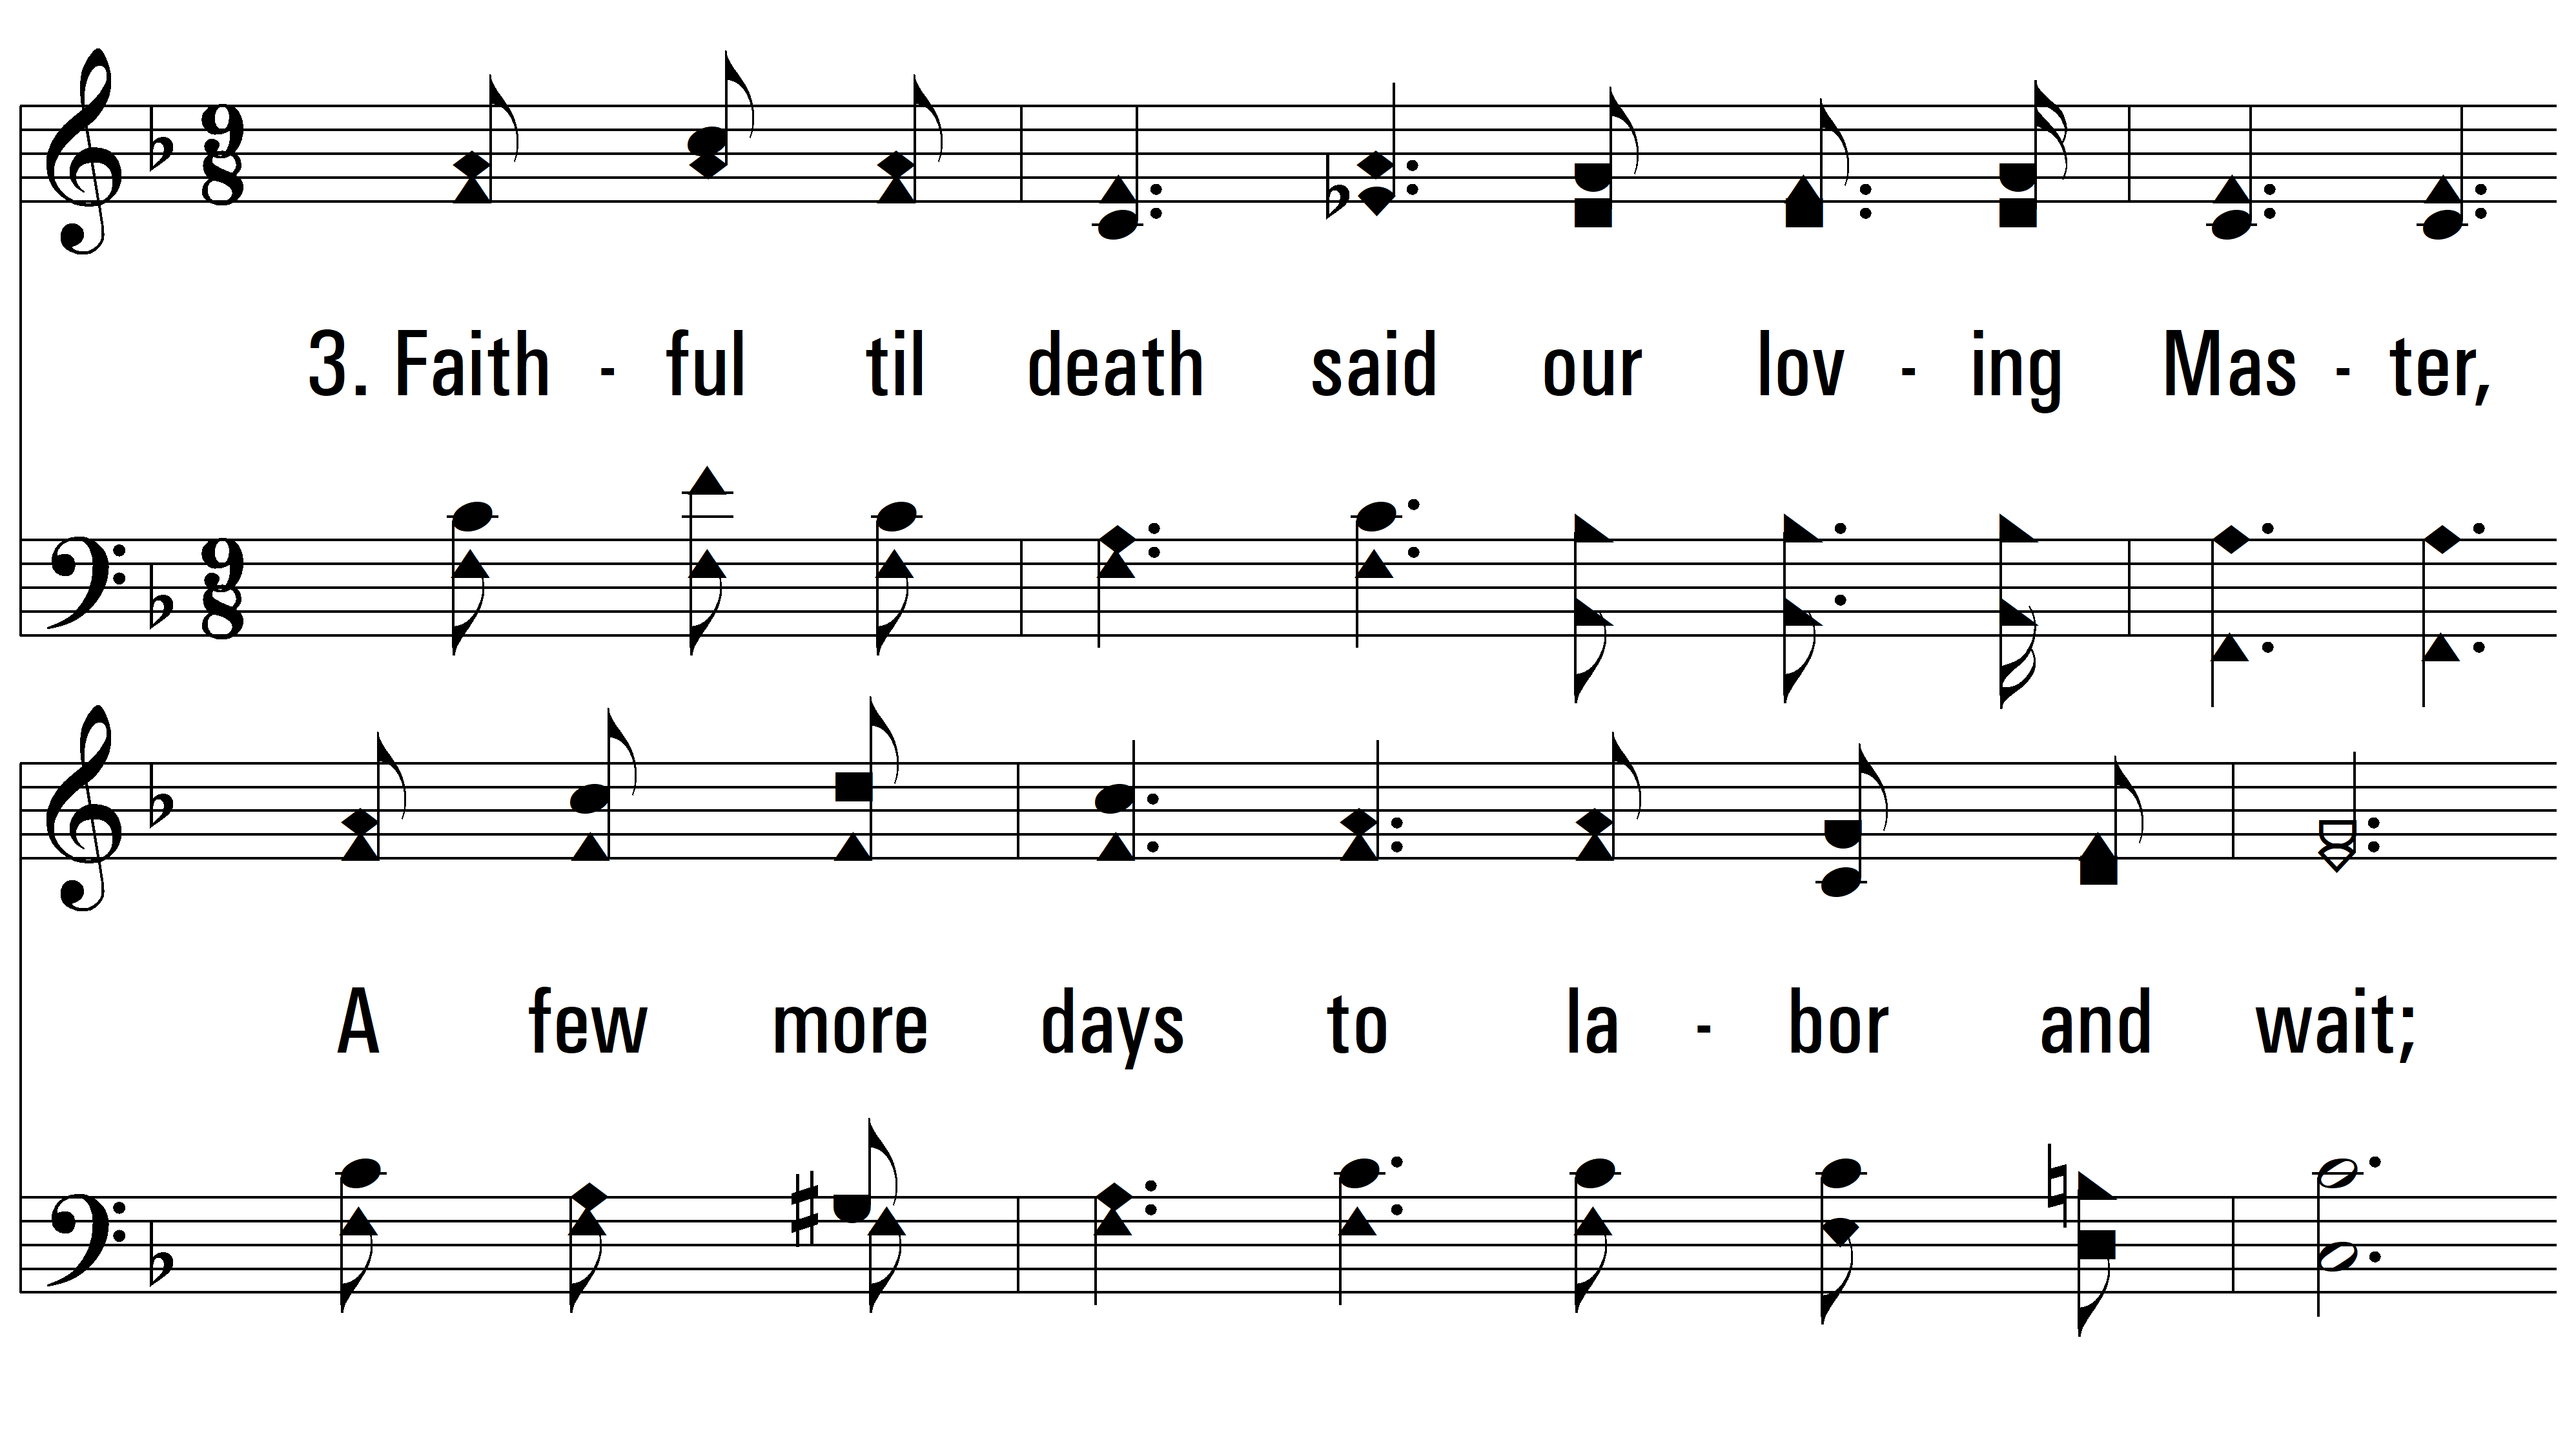 3. Faith - ful til death said our lov - ing Mas - ter,
A few more days to la - bor and wait;